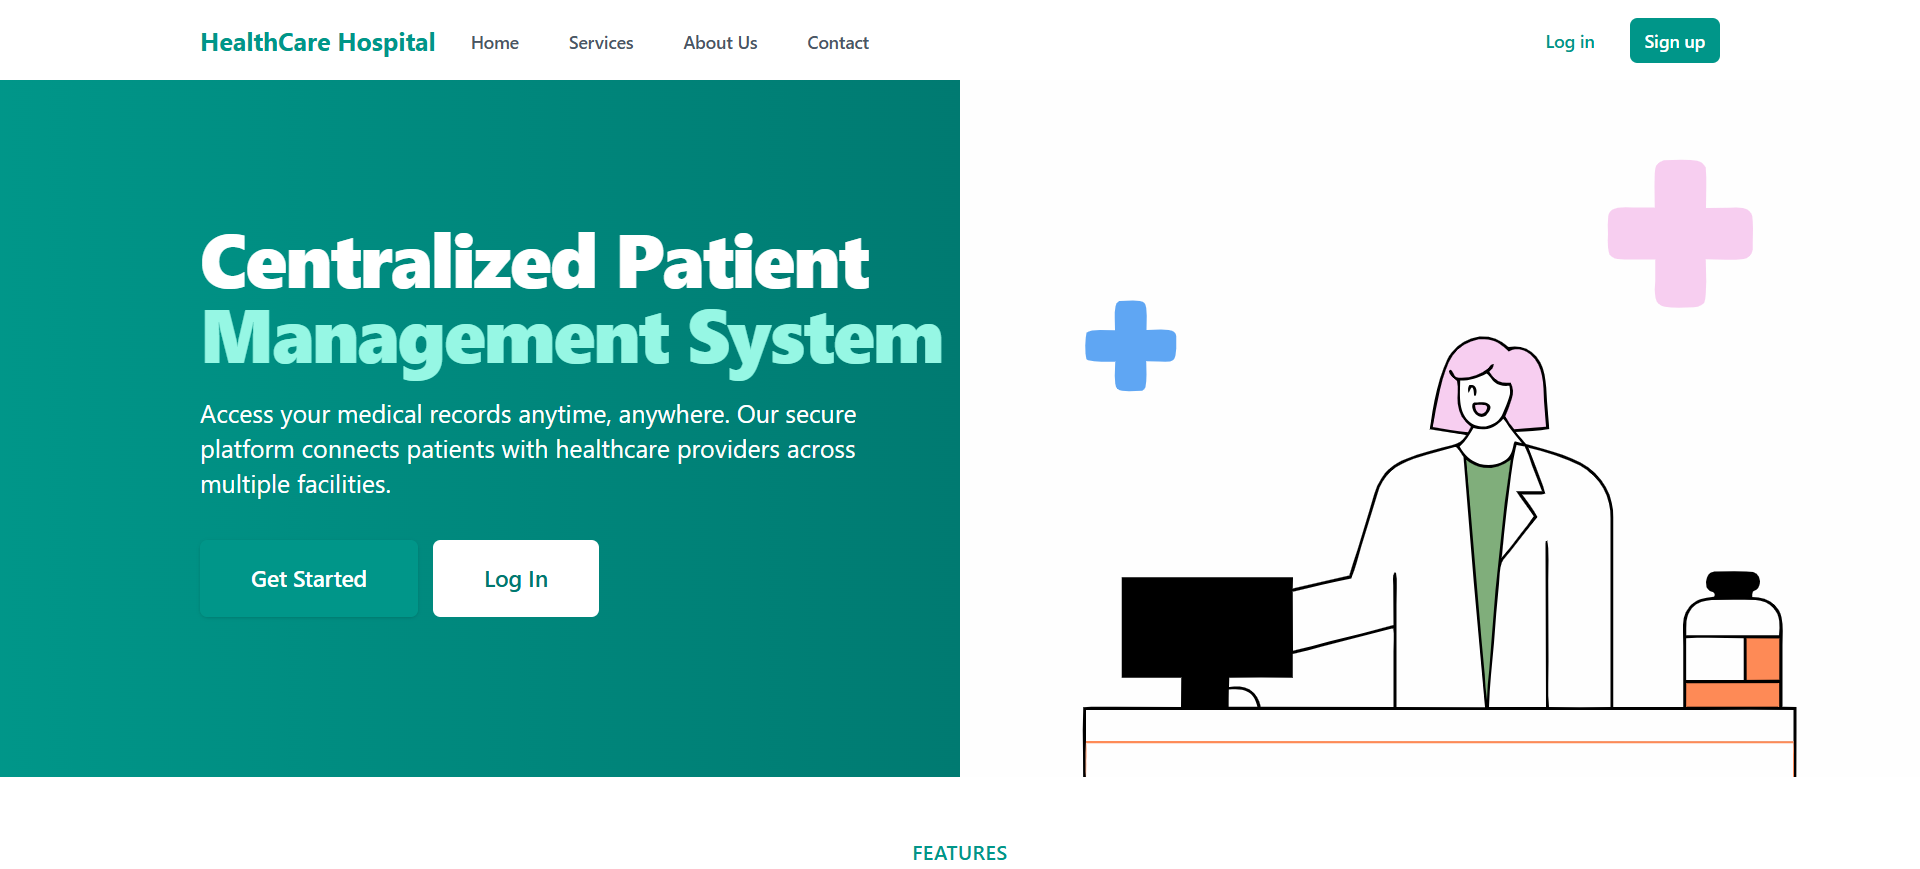 HealthCare Hospital Home Services About Us Contact Log in Sign up
Centralized Patient
Management System
Access your medical records anytime, anywhere. Our secure
platform connects patients with healthcare providers across
multiple facilities.
Get Started Log In
FEATURES